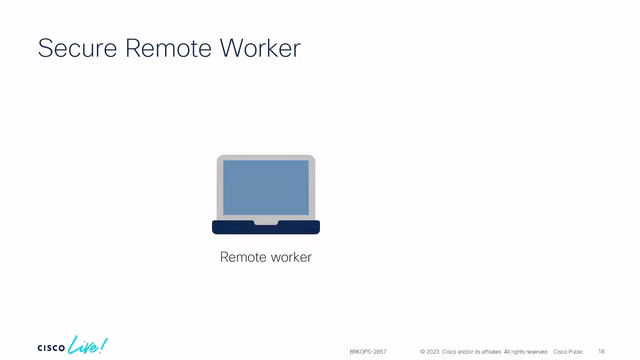 Secure Remote Worker
Remote worker
CISCO Live!
BRKOPS-2857
© 2023 Cisco and/or its affiliates. All rights reserved. Cisco Public
18